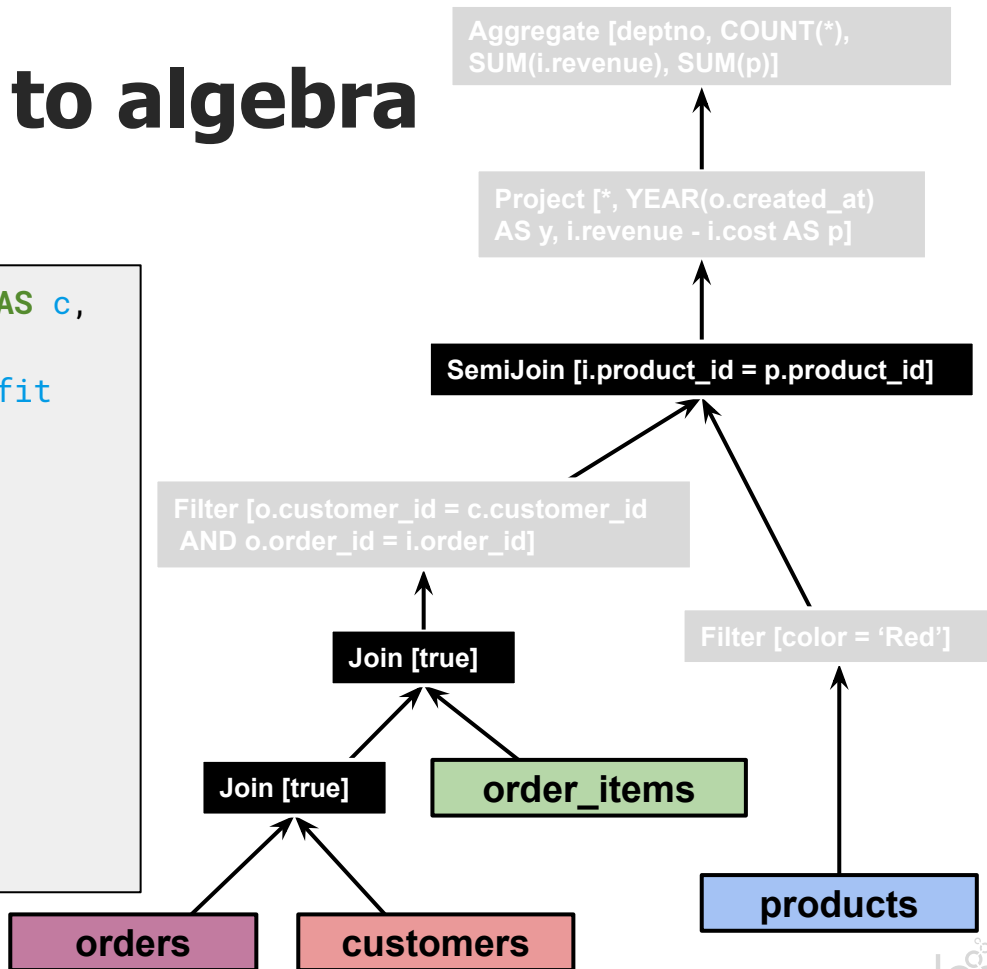 to algebra
Aggregate [deptno, COUNT(*),
SUM(i.revenue), SUM(p)]
Project [*, YEAR(o.created_at)
AS y, i.revenue - i.cost AS p]
AS c,
fit
SemiJoin [i.product_id = p.product_id]
Filter [o.customer_id = c.customer_id
AND o.order_id = i.order_id]
Filter [color = ‘Red’]
Join [true]
Join [true]
order_items
products
orders
customers